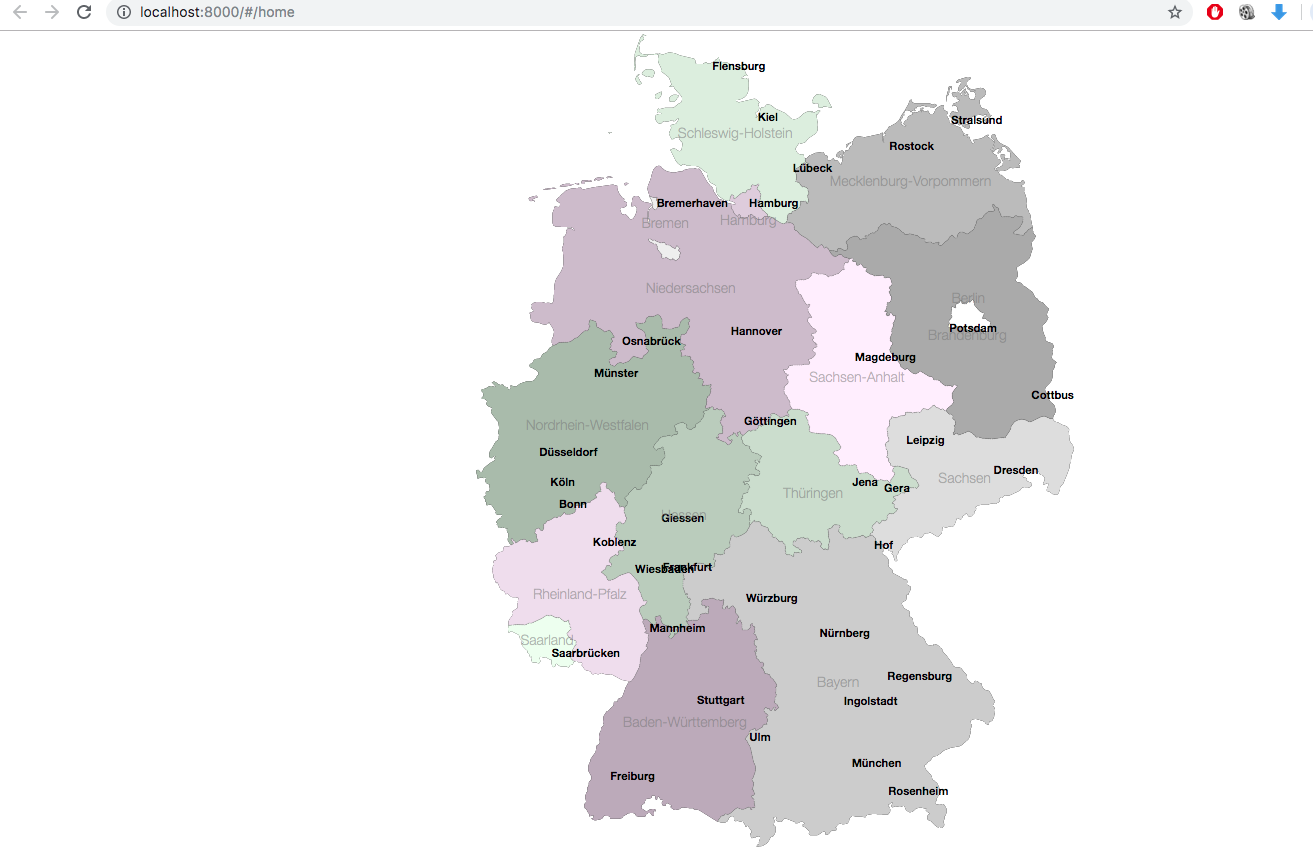 localhost:8000/#/home
Flensburg
Kiel
Stralsund
Schleswig-Holstein
Rostock
Lübeck
Mecklenburg-Vorpommern
Bremerhaven
Hamburg
Bremen
Hamburg
Niedersachsen
Berlin
Hannover
Potsdam
Brandenburg
Osnabrück
Magdeburg
Münster
Sachsen-Anhalt
Cottbus
Göttingen
Nordrhein-Westfalen
Leipzig
Düsseldorf
Dresden
Sachsen
Köln
Jena
Gera
Thüringen
Bonn
Hessen
Giessen
Koblenz
Hof
Wiesbaden
Frankfurt
Rheinland-Pfalz
Würzburg
Mannheim
Nürnberg
Saarland
Saarbrücken
Regensburg
Bayern
Stuttgart
Ingolstadt
Baden-Württemberg
Ulm
München
Freiburg
Rosenheim